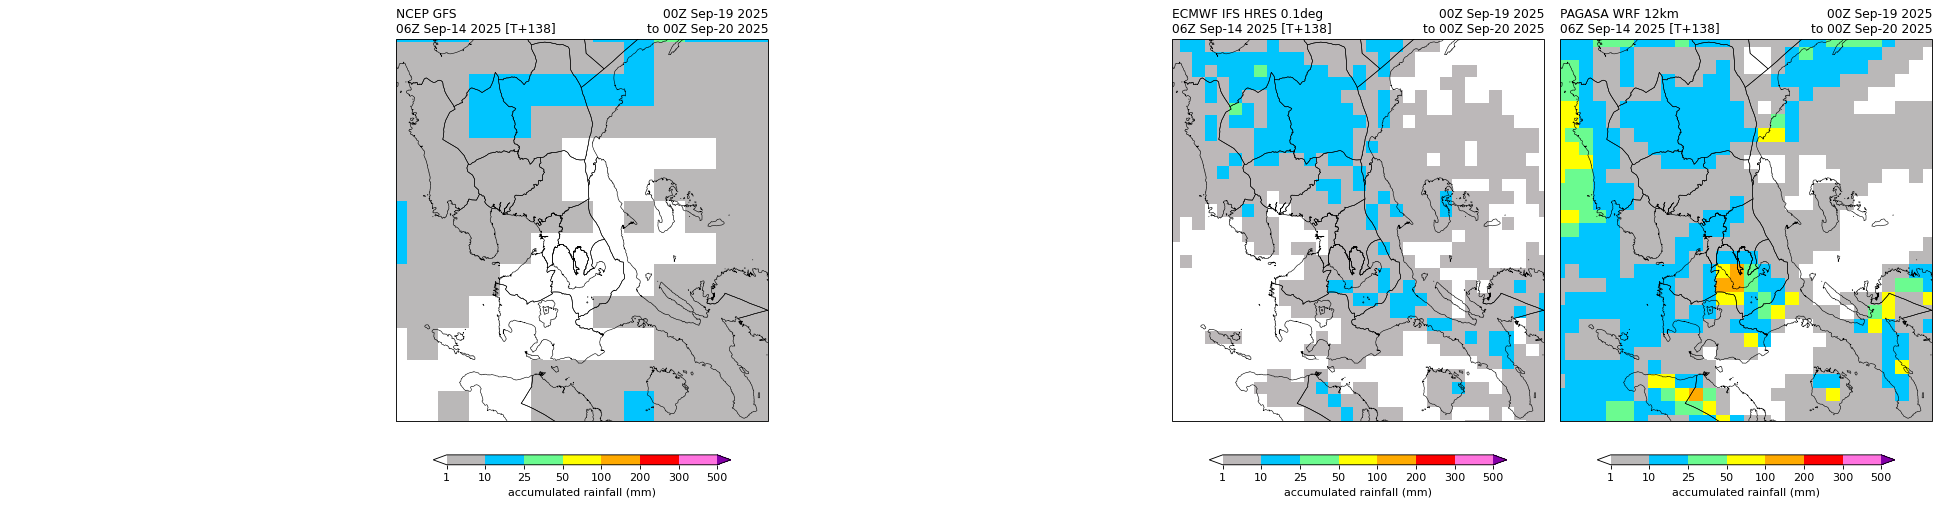 NCEP GFS 00Z Sep-19 2025
06Z Sep-14 2025 [T+138] to 00Z Sep-20 2025
1 10 25 50 100 200 300 500
accumulated rainfall (mm)
ECMWF IFS HRES 0.1deg 00Z Sep-19 2025
06Z Sep-14 2025 [T+138] to 00Z Sep-20 2025
1 10 25 50 100 200 300 500
accumulated rainfall (mm)
PAGASA WRF 12km 00Z Sep-19 2025
06Z Sep-14 2025 [T+138] to 00Z Sep-20 2025
1 10 25 50 100 200 300 500
accumulated rainfall (mm)